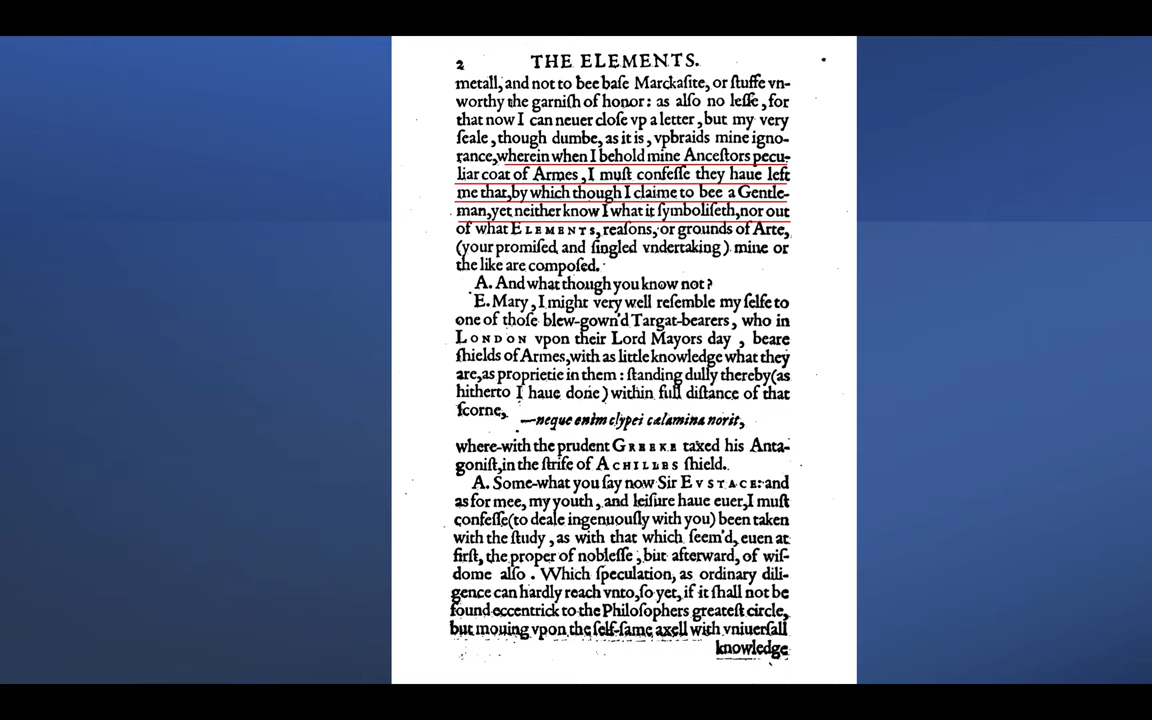 2 THE ELEMENTS.
metall, and not to bee baſe Marckaſite, or ſtuffe vn-
worthy the garniſh of honor: as alſo no leſſe, for
that now I can neuer cloſe vp a letter, but my very
ſeale, though dumbe, as it is, vpbraids mine igno-
rance, wherein when I behold mine Anceſtors pecu-
liar coat of Armes, I muſt confeſſe they haue left
me that, by which though I claime to bee a Gentle-
man, yet neither know I what it ſymboliſeth, nor out
of what ELEMENTS, reaſons, or grounds of Arte,
(your promiſed, and ſingled vndertaking) mine or
the like are compoſed.
A. And what though you know not?
E. Mary, I might very well reſemble my ſelfe to
one of thoſe blew-gown'd Targat-bearers, who in
LONDON vpon their Lord Mayors day, beare
ſhields of Armes, with as little knowledge what they
are, as proprietie in them: ſtanding dully thereby (as
hitherto I haue done) within full diſtance of that
ſcorne,
—neque enim clypei cælamina norit,
where-with the prudent GREEKE taxed his Anta-
goniſt, in the ſtrife of ACHILLES ſhield.
A. Some-what you ſay now Sir EVSTACE: and
as for mee, my youth, and leiſure haue euer, I muſt
confeſſe (to deale ingenuouſly with you) been taken
with the ſtudy, as with that which ſeem'd, euen at
firſt, the proper of nobleſſe, but afterward, of wiſ-
dome alſo. Which ſpeculation, as ordinary dili-
gence can hardly reach vnto, ſo yet, if it ſhall not be
found eccentrick to the Philoſophers greateſt circle,
but mouing vpon the ſelf-ſame axell with vniuerſall
knowledge